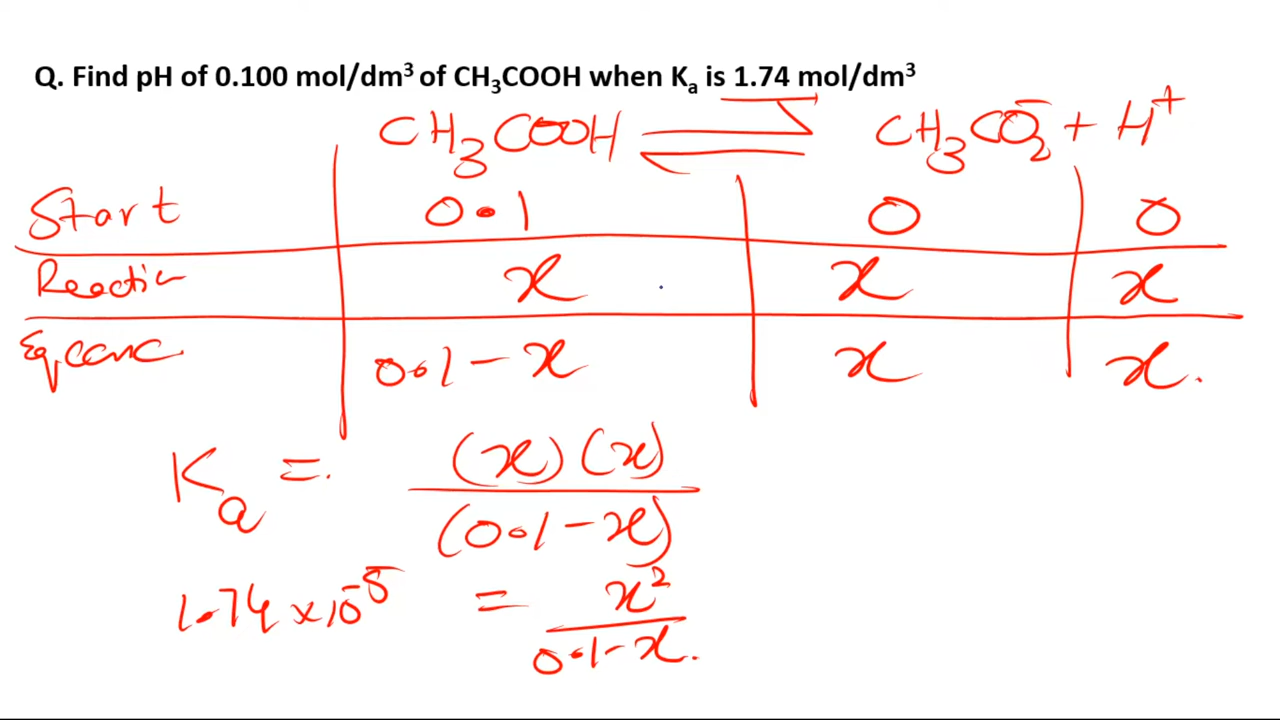 Q. Find pH of 0.100 mol/dm³ of CH₃COOH when Kₐ is 1.74 mol/dm³
CH₃COOH ⇌ CH₃CO₂⁻ + H⁺
Start 0.1 0 0
Reaction x x x
Eq conc 0.1 - x x x.
Kₐ = (x)(x) / (0.1 - x)
1.74 x 10⁻⁵ = x² / 0.1 - x.